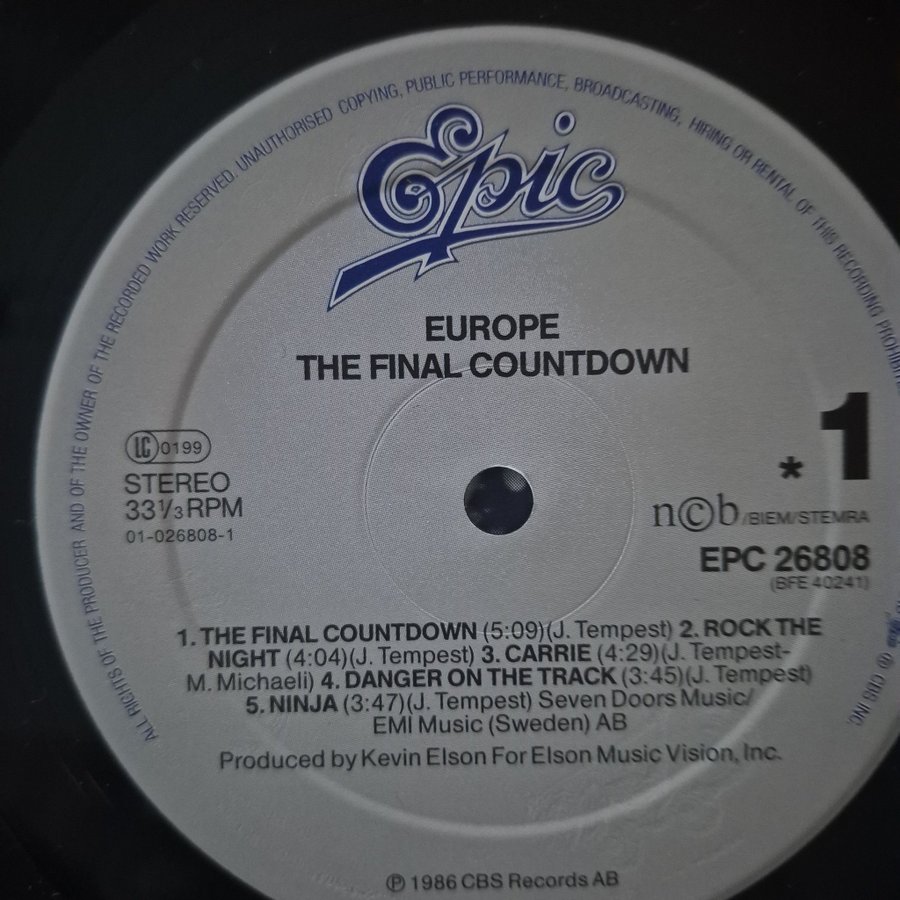 ALL RIGHTS OF THE PRODUCER AND OF THE OWNER OF THE RECORDED WORK RESERVED. UNAUTHORISED COPYING, PUBLIC PERFORMANCE, BROADCASTING, HIRING OR RENTAL OF THIS RECORDING PROHIBITE
Epic
EUROPE
THE FINAL COUNTDOWN
LC 0199
STEREO
33⅓ RPM
01-026808-1
1
*
n©b/BIEM/STEMRA
EPC 26808
(BFE 40241)
1. THE FINAL COUNTDOWN (5:09)(J. Tempest) 2. ROCK THE
NIGHT (4:04)(J. Tempest) 3. CARRIE (4:29)(J. Tempest-
M. Michaeli) 4. DANGER ON THE TRACK (3:45)(J. Tempest)
5. NINJA (3:47)(J. Tempest) Seven Doors Music/
EMI Music (Sweden) AB
Produced by Kevin Elson For Elson Music Vision, Inc.
℗ 1986 CBS Records AB
℗ CBS INC.